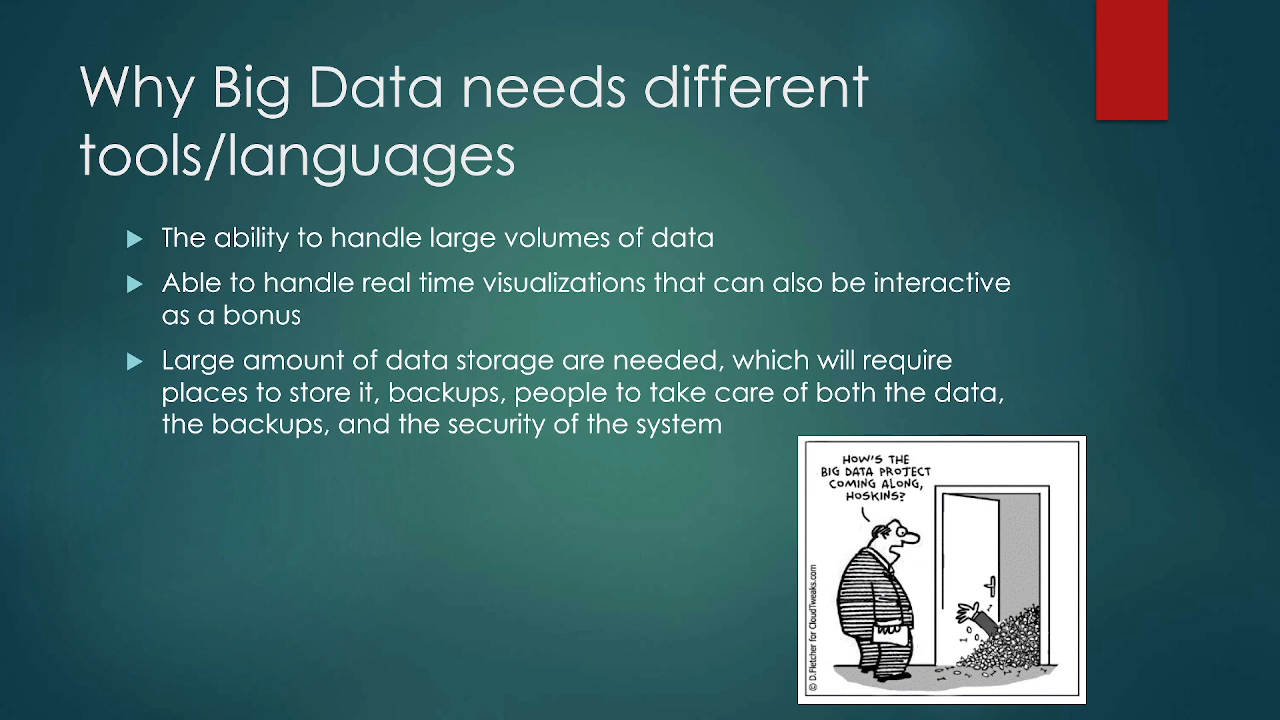 Why Big Data needs different
tools/languages
The ability to handle large volumes of data
Able to handle real time visualizations that can also be interactive
as a bonus
Large amount of data storage are needed, which will require
places to store it, backups, people to take care of both the data,
the backups, and the security of the system
HOW'S THE
BIG DATA PROJECT
COMING ALONG,
HOSKINS?
© D.Fletcher for CloudTweaks.com